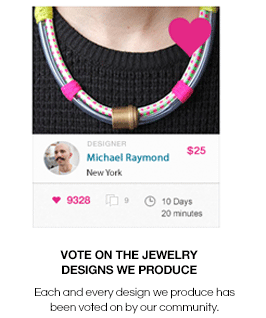 DESIGNER
Michael Raymond
$25
New York
9328
9
10 Days
20 minutes
VOTE ON THE JEWELRY
DESIGNS WE PRODUCE
Each and every design we produce has
been voted on by our community.